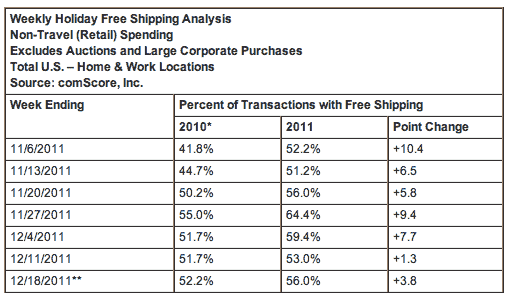 Weekly Holiday Free Shipping Analysis
Non-Travel (Retail) Spending
Excludes Auctions and Large Corporate Purchases
Total U.S. – Home & Work Locations
Source: comScore, Inc.
Week Ending Percent of Transactions with Free Shipping
2010* 2011 Point Change
11/6/2011 41.8% 52.2% +10.4
11/13/2011 44.7% 51.2% +6.5
11/20/2011 50.2% 56.0% +5.8
11/27/2011 55.0% 64.4% +9.4
12/4/2011 51.7% 59.4% +7.7
12/11/2011 51.7% 53.0% +1.3
12/18/2011** 52.2% 56.0% +3.8